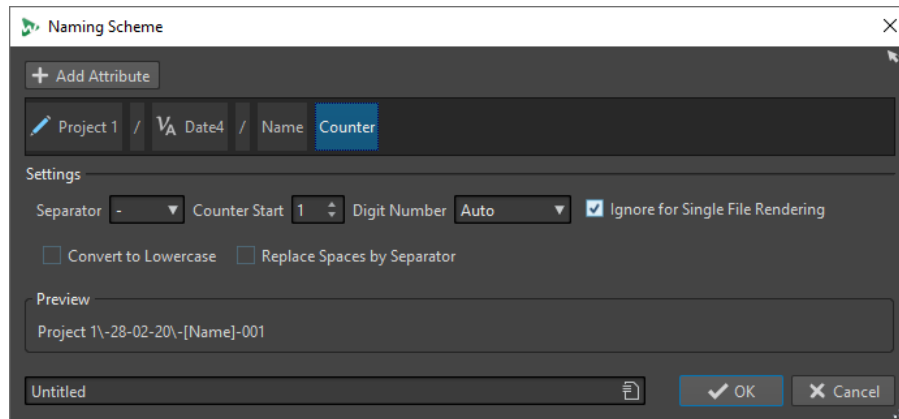 Naming Scheme
Add Attribute
Project 1 / VA Date4 / Name Counter
Settings
Separator - Counter Start 1 Digit Number Auto Ignore for Single File Rendering
Convert to Lowercase Replace Spaces by Separator
Preview
Project 1\-28-02-20\-[Name]-001
Untitled OK Cancel